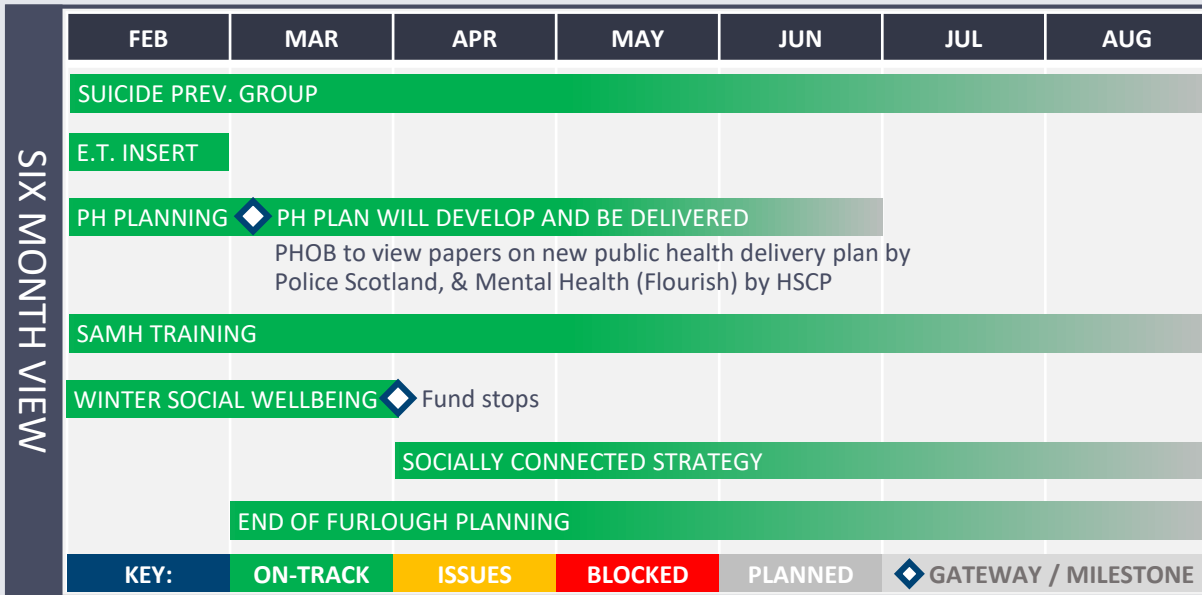 SIX MONTH VIEW
FEB MAR APR MAY JUN JUL AUG
SUICIDE PREV. GROUP
E.T. INSERT
PH PLANNING PH PLAN WILL DEVELOP AND BE DELIVERED
PHOB to view papers on new public health delivery plan by
Police Scotland, & Mental Health (Flourish) by HSCP
SAMH TRAINING
WINTER SOCIAL WELLBEING Fund stops
SOCIALLY CONNECTED STRATEGY
END OF FURLOUGH PLANNING
KEY: ON-TRACK ISSUES BLOCKED PLANNED GATEWAY / MILESTONE